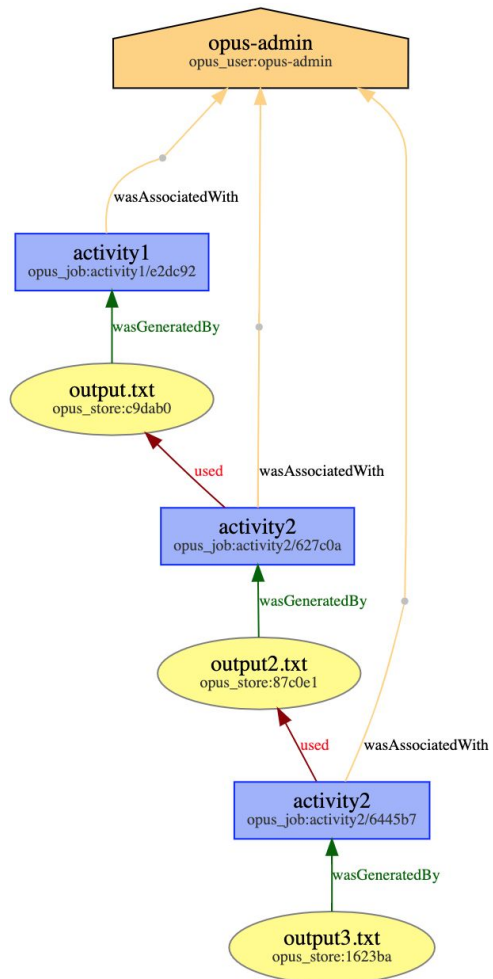 opus-admin
opus_user:opus-admin
wasAssociatedWith
activity1
opus_job:activity1/e2dc92
wasGeneratedBy
output.txt
opus_store:c9dab0
used
wasAssociatedWith
activity2
opus_job:activity2/627c0a
wasGeneratedBy
output2.txt
opus_store:87c0e1
used
wasAssociatedWith
activity2
opus_job:activity2/6445b7
wasGeneratedBy
output3.txt
opus_store:1623ba